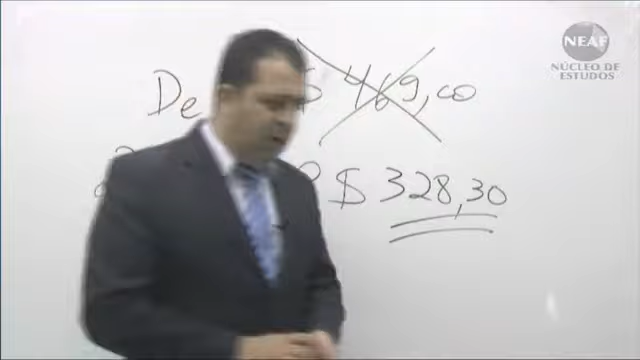 De $ 469,00
$ 328,30
NEAF
NÚCLEO DE
ESTUDOS